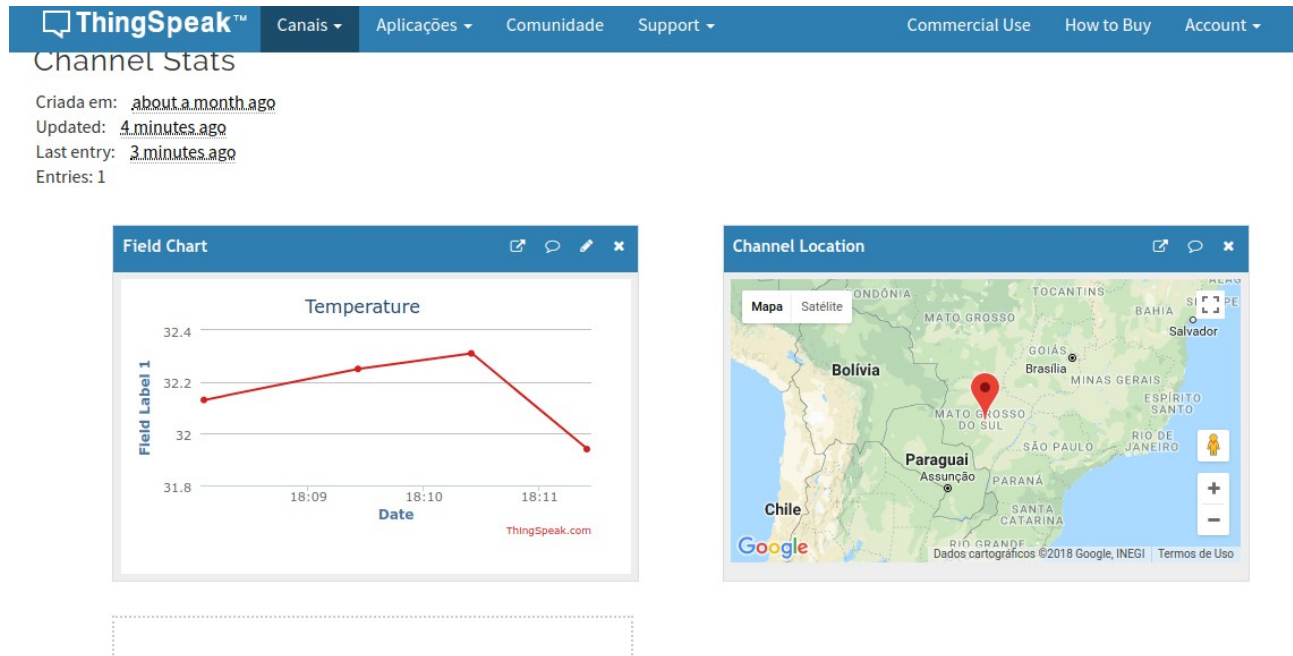 ThingSpeak™ Canais Aplicações Comunidade Support Commercial Use How to Buy Account
Channel Stats
Criada em: about a month ago
Updated: 4 minutes ago
Last entry: 3 minutes ago
Entries: 1
Field Chart
Temperature
Field Label 1
32.4
32.2
32
31.8
18:09 18:10 18:11
Date
ThingSpeak.com
Channel Location
Mapa Satélite
ONDÔNIA
TOCANTINS
MATO GROSSO
BAHIA
Salvador
GOIÁS
Bolívia
Brasília
MINAS GERAIS
ESPÍRITO
SANTO
MATO GROSSO
DO SUL
RIO DE
JANEIRO
SÃO PAULO
Paraguai
Assunção
PARANÁ
Chile
SANTA
CATARINA
RIO GRANDE
Google
Dados cartográficos ©2018 Google, INEGI Termos de Uso